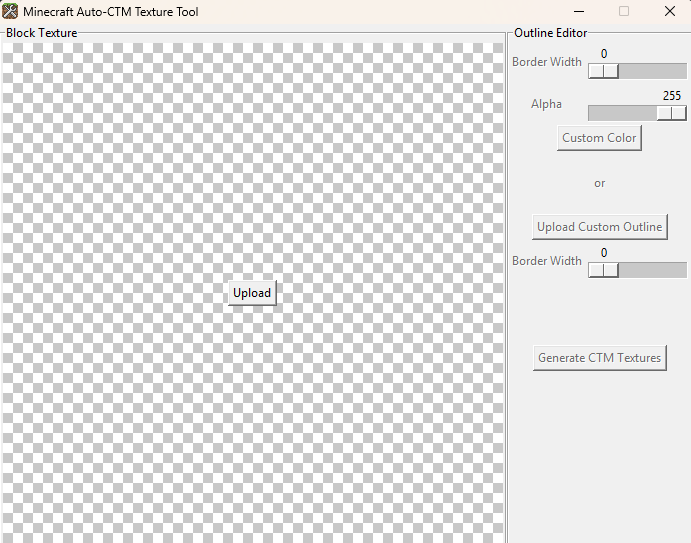 Minecraft Auto-CTM Texture Tool
Block Texture
Upload
Outline Editor
0
Border Width
255
Alpha
Custom Color
or
Upload Custom Outline
0
Border Width
Generate CTM Textures